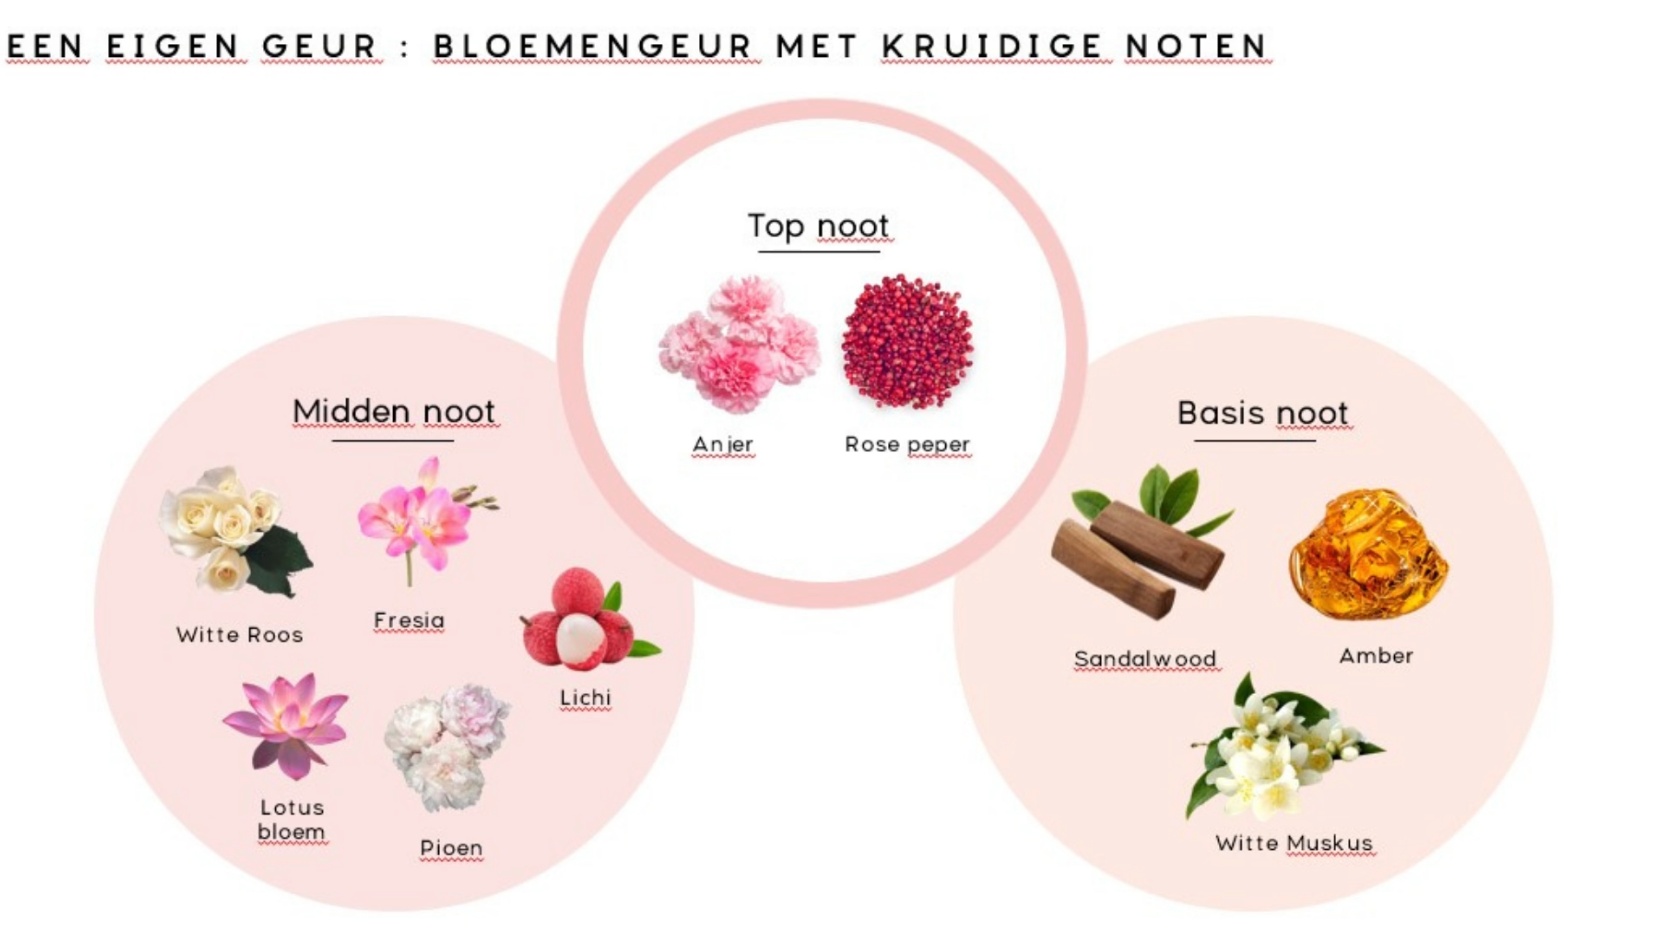 EEN EIGEN GEUR : BLOEMENGEUR MET KRUIDIGE NOTEN
Top noot
Anjer
Rose peper
Midden noot
Witte Roos
Fresia
Lichi
Lotus
bloem
Pioen
Basis noot
Sandalwood
Amber
Witte Muskus